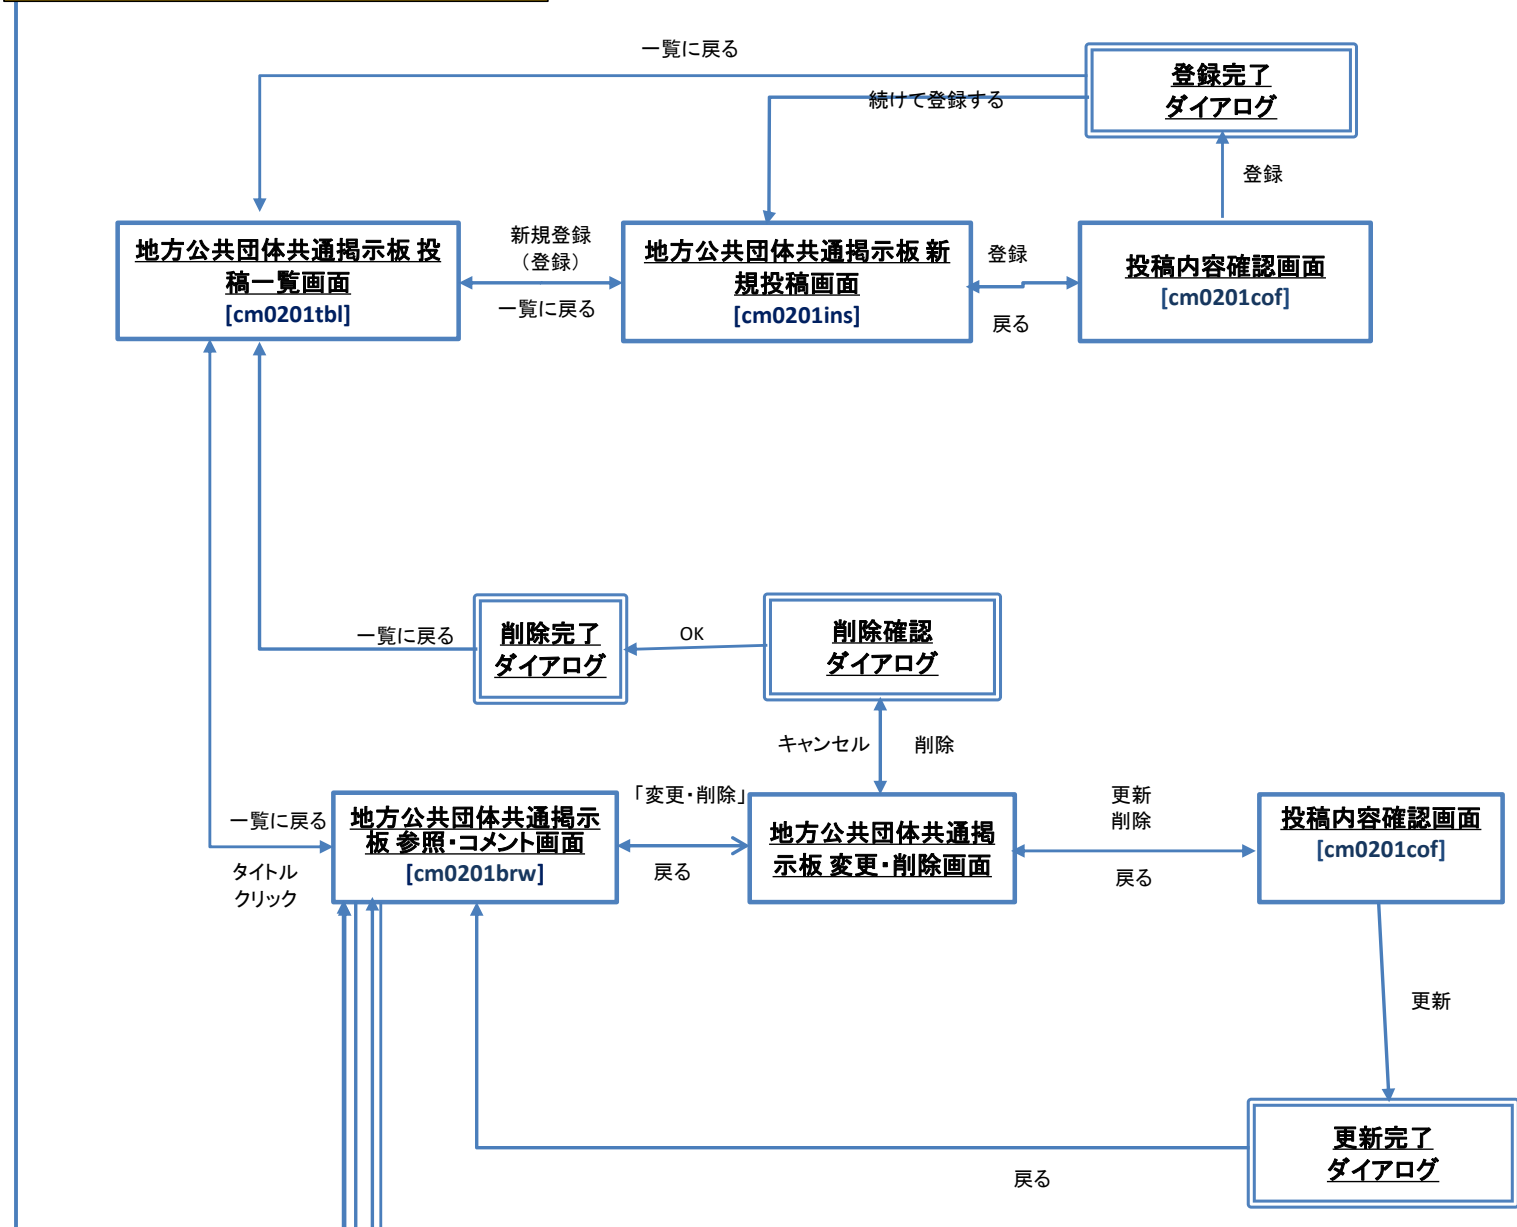 一覧に戻る
登録完了
ダイアログ
続けて登録する
登録
地方公共団体共通掲示板 投
稿一覧画面
[cm0201tbl]
新規登録
（登録）
一覧に戻る
地方公共団体共通掲示板 新
規投稿画面
[cm0201ins]
登録
戻る
投稿内容確認画面
[cm0201cof]
一覧に戻る
削除完了
ダイアログ
OK
削除確認
ダイアログ
キャンセル
削除
一覧に戻る
タイトル
クリック
地方公共団体共通掲示
板 参照・コメント画面
[cm0201brw]
「変更・削除」
戻る
地方公共団体共通掲
示板 変更・削除画面
更新
削除
戻る
投稿内容確認画面
[cm0201cof]
更新
更新完了
ダイアログ
戻る